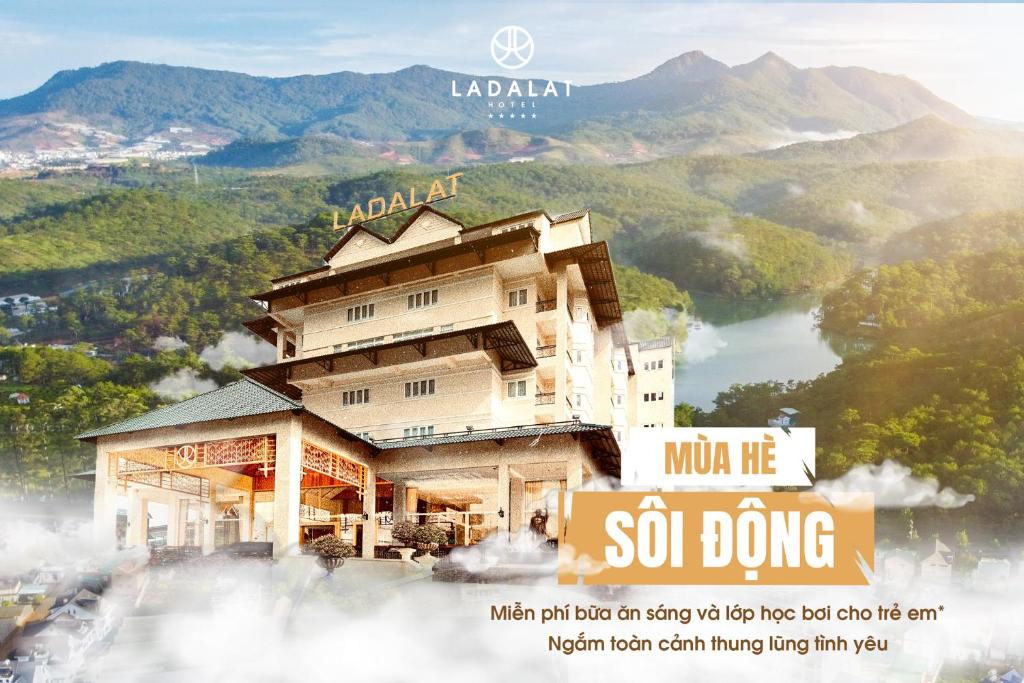 LADALAT
HOTEL
★★★★★
LADALAT
MÙA HÈ
SÔI ĐỘNG
Miễn phí bữa ăn sáng và lớp học bơi cho trẻ em*
Ngắm toàn cảnh thung lũng tình yêu